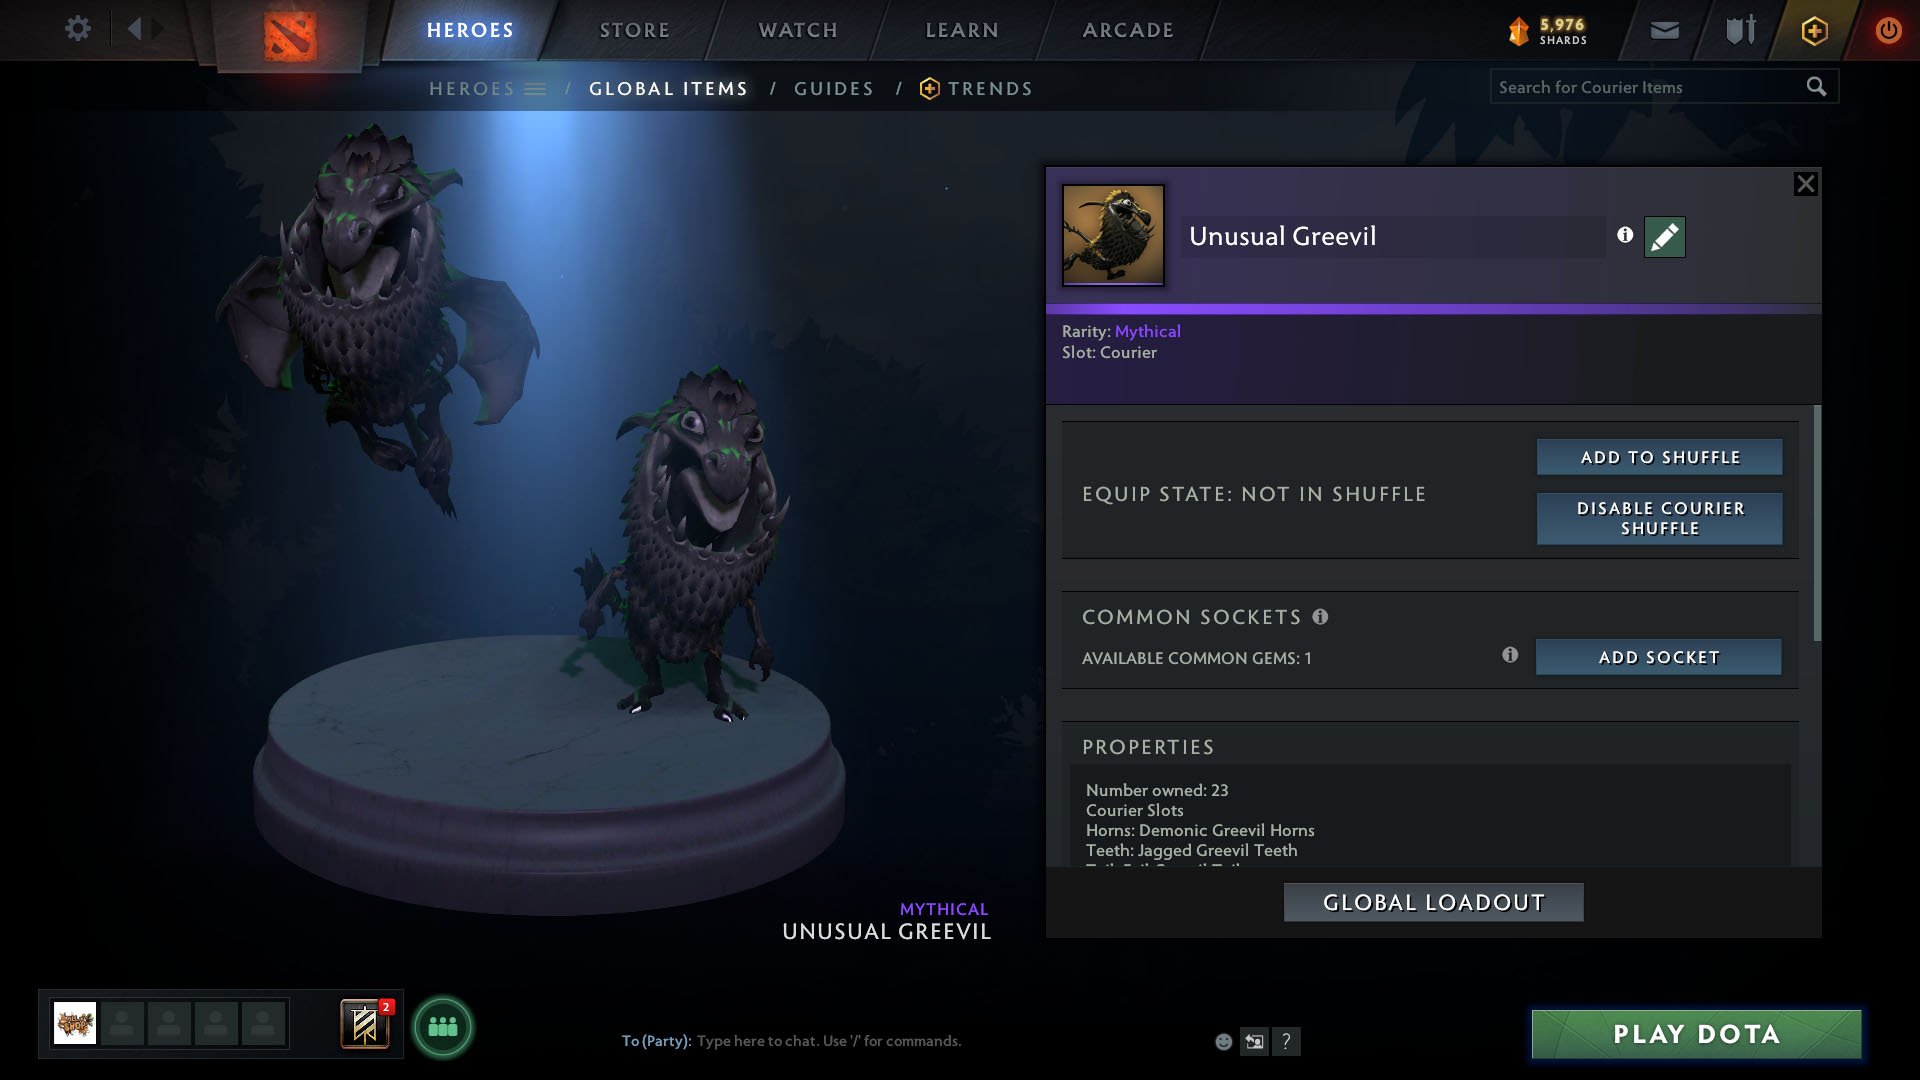 HEROES
STORE
WATCH
LEARN
ARCADE
5,976
SHARDS
HEROES / GLOBAL ITEMS / GUIDES / TRENDS
Search for Courier Items
Unusual Greevil
Rarity: Mythical
Slot: Courier
EQUIP STATE: NOT IN SHUFFLE
ADD TO SHUFFLE
DISABLE COURIER
SHUFFLE
COMMON SOCKETS
AVAILABLE COMMON GEMS: 1
ADD SOCKET
PROPERTIES
Number owned: 23
Courier Slots
Horns: Demonic Greevil Horns
Teeth: Jagged Greevil Teeth
GLOBAL LOADOUT
MYTHICAL
UNUSUAL GREEVIL
2
To (Party): Type here to chat. Use '/' for commands.
?
PLAY DOTA